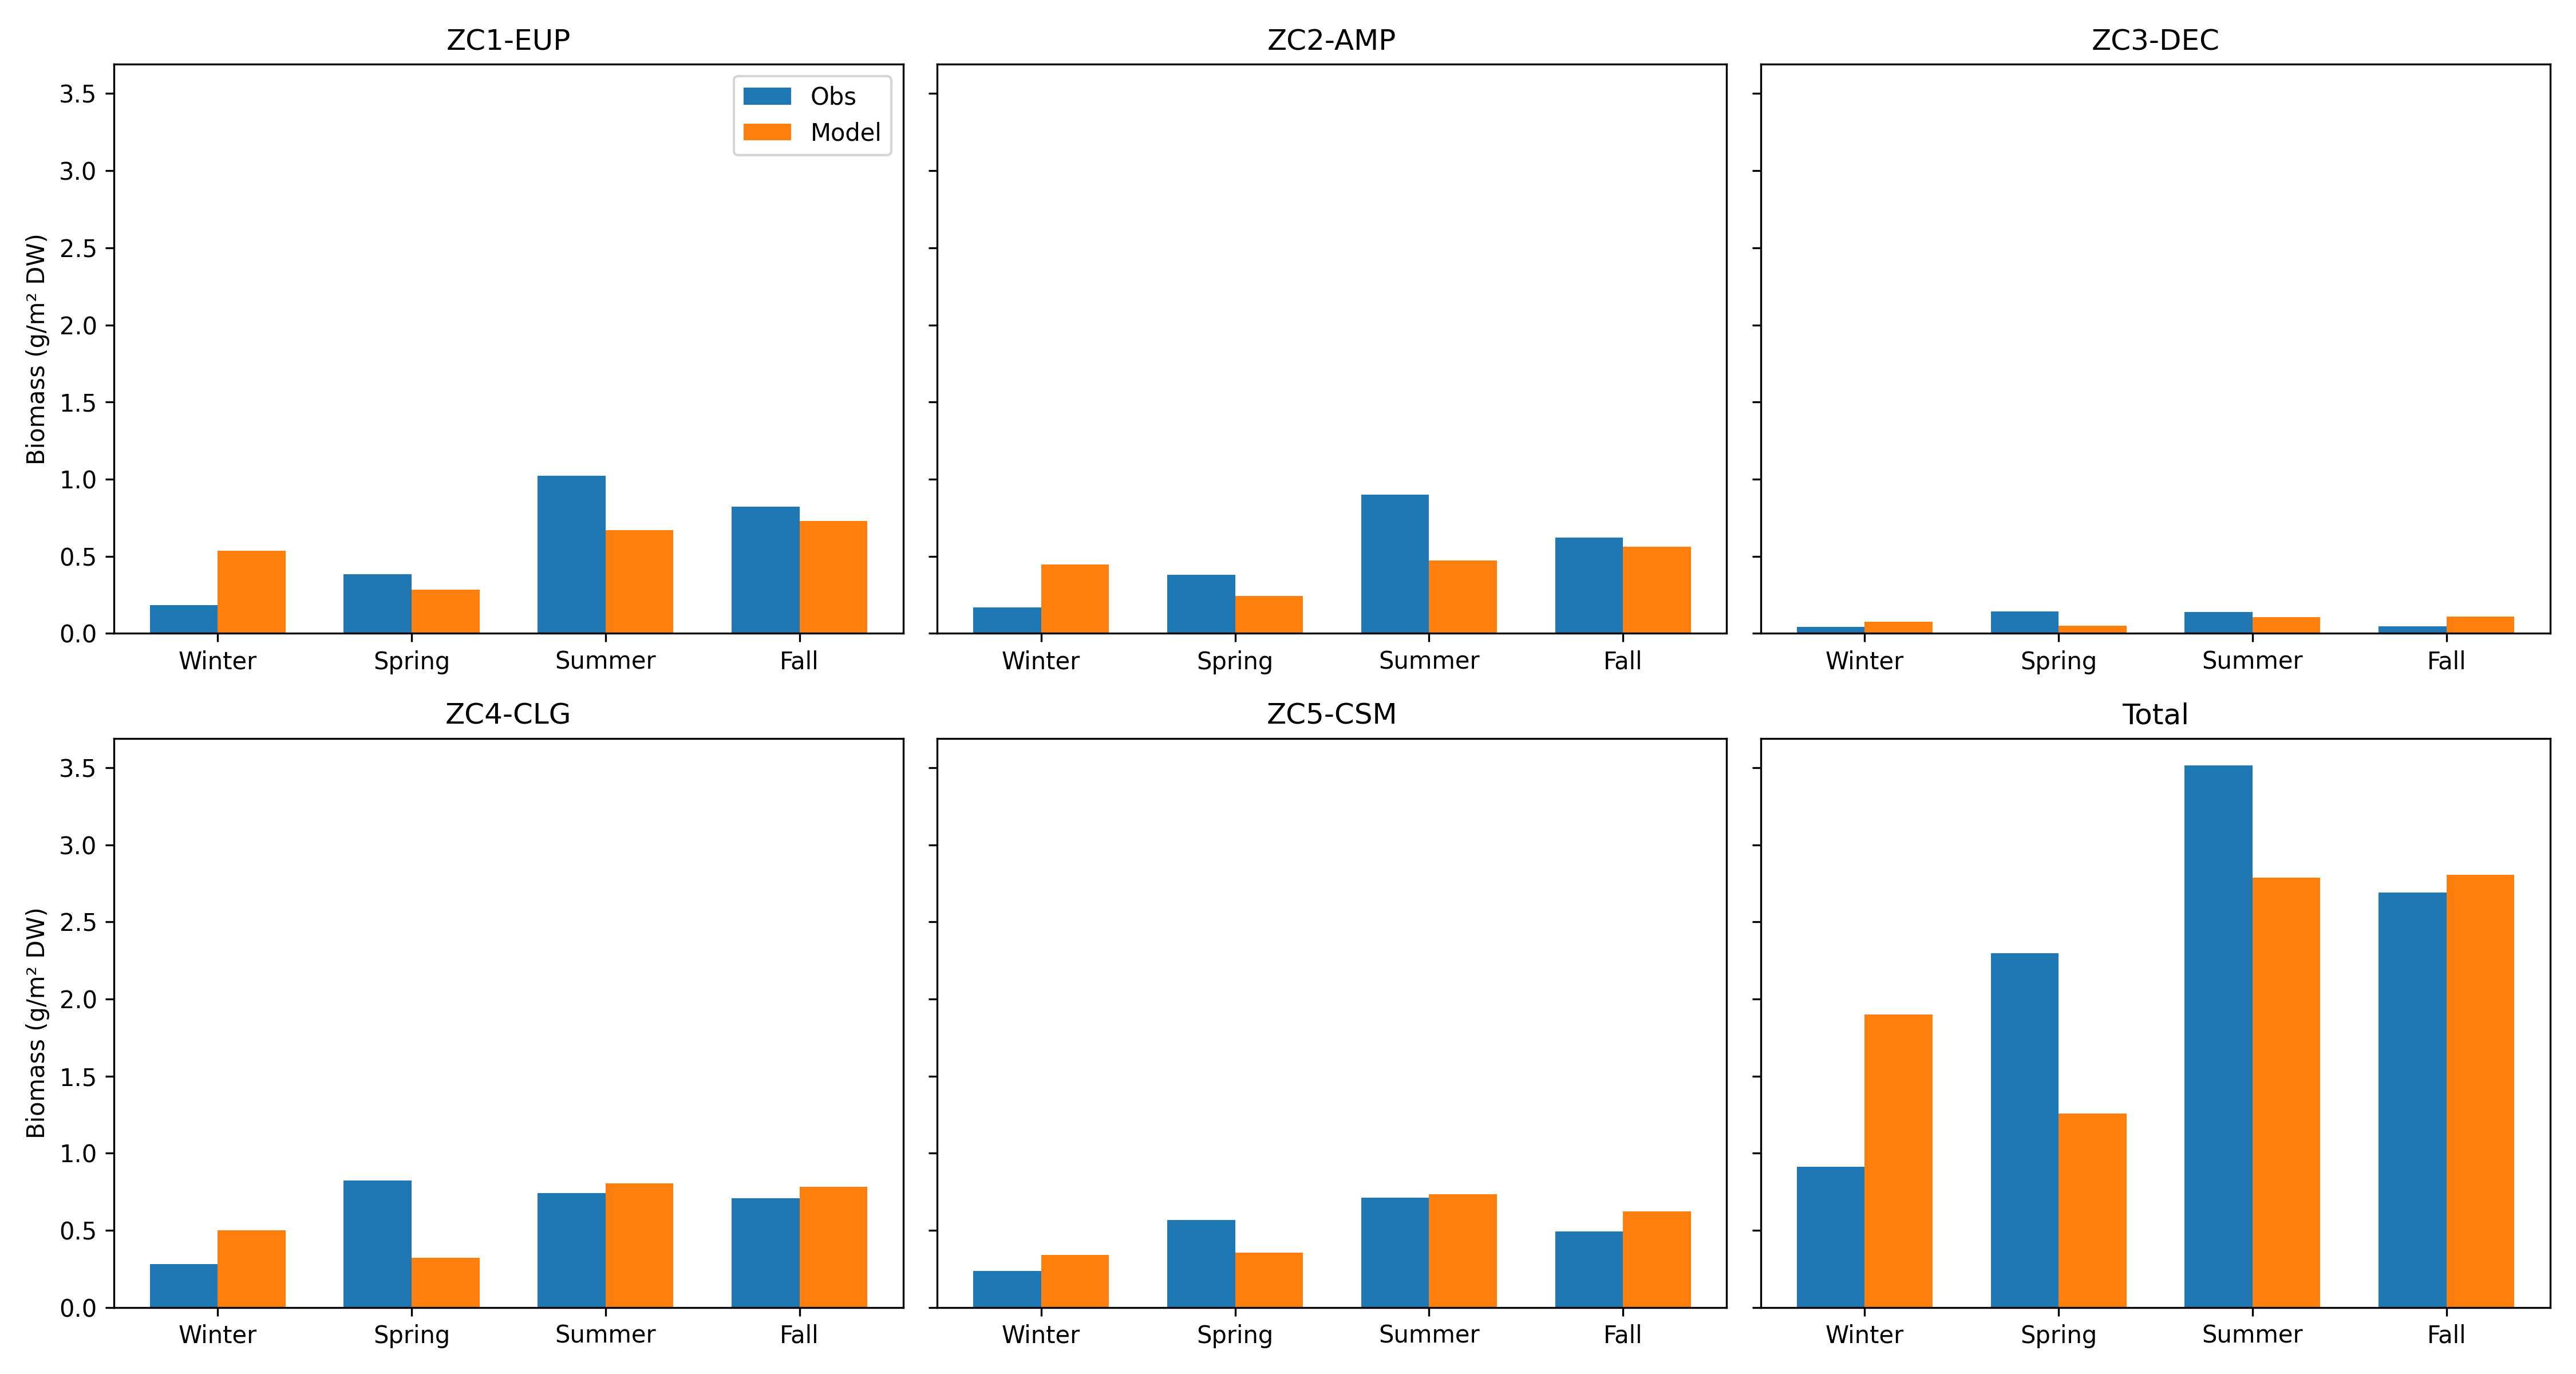 ZC1-EUP
ZC2-AMP
ZC3-DEC
Biomass (g/m² DW)
3.5
3.0
2.5
2.0
1.5
1.0
0.5
0.0
Obs
Model
Winter Spring Summer Fall
Winter Spring Summer Fall
Winter Spring Summer Fall
ZC4-CLG
ZC5-CSM
Total
Biomass (g/m² DW)
3.5
3.0
2.5
2.0
1.5
1.0
0.5
0.0
Winter Spring Summer Fall
Winter Spring Summer Fall
Winter Spring Summer Fall